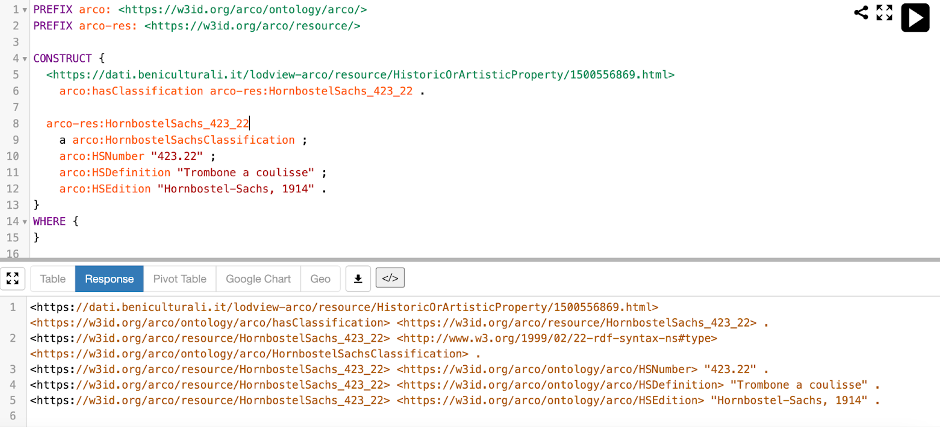 1 PREFIX arco: <https://w3id.org/arco/ontology/arco/>
2 PREFIX arco-res: <https://w3id.org/arco/resource/>
3
4 CONSTRUCT {
5 <https://dati.beniculturali.it/lodview-arco/resource/HistoricOrArtisticProperty/1500556869.html>
6 arco:hasClassification arco-res:HornbostelSachs_423_22 .
7
8 arco-res:HornbostelSachs_423_22
9 a arco:HornbostelSachsClassification ;
10 arco:HSNumber "423.22" ;
11 arco:HSDefinition "Trombone a coulisse" ;
12 arco:HSEdition "Hornbostel-Sachs, 1914" .
13 }
14 WHERE {
15 }
16
Table Response Pivot Table Google Chart Geo </>
1 <https://dati.beniculturali.it/lodview-arco/resource/HistoricOrArtisticProperty/1500556869.html>
<https://w3id.org/arco/ontology/arco/hasClassification> <https://w3id.org/arco/resource/HornbostelSachs_423_22> .
2 <https://w3id.org/arco/resource/HornbostelSachs_423_22> <http://www.w3.org/1999/02/22-rdf-syntax-ns#type>
<https://w3id.org/arco/ontology/arco/HornbostelSachsClassification> .
3 <https://w3id.org/arco/resource/HornbostelSachs_423_22> <https://w3id.org/arco/ontology/arco/HSNumber> "423.22" .
4 <https://w3id.org/arco/resource/HornbostelSachs_423_22> <https://w3id.org/arco/ontology/arco/HSDefinition> "Trombone a coulisse" .
5 <https://w3id.org/arco/resource/HornbostelSachs_423_22> <https://w3id.org/arco/ontology/arco/HSEdition> "Hornbostel-Sachs, 1914" .
6